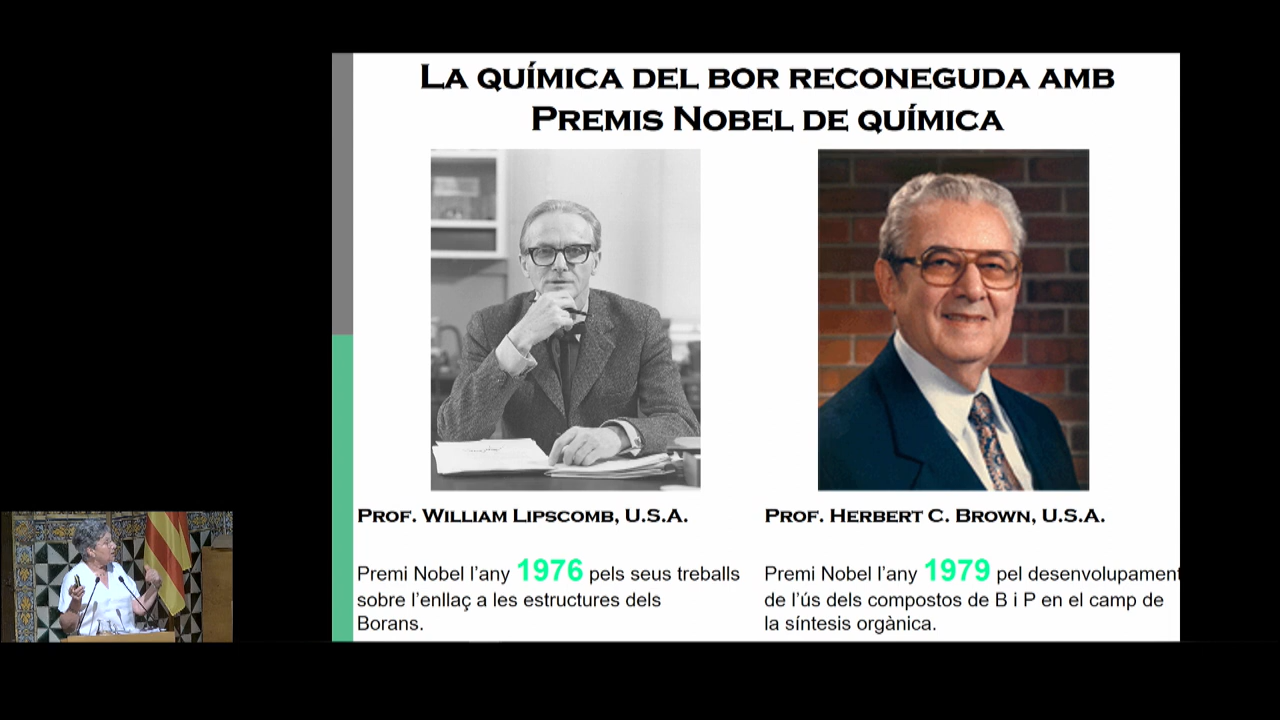 LA QUÍMICA DEL BOR RECONEGUDA AMB
PREMIS NOBEL DE QUÍMICA
PROF. WILLIAM LIPSCOMB, U.S.A.
Premi Nobel l'any 1976 pels seus treballs
sobre l'enllaç a les estructures dels
Borans.
PROF. HERBERT C. BROWN, U.S.A.
Premi Nobel l'any 1979 pel desenvolupament
de l'ús dels compostos de B i P en el camp de
la síntesis orgànica.